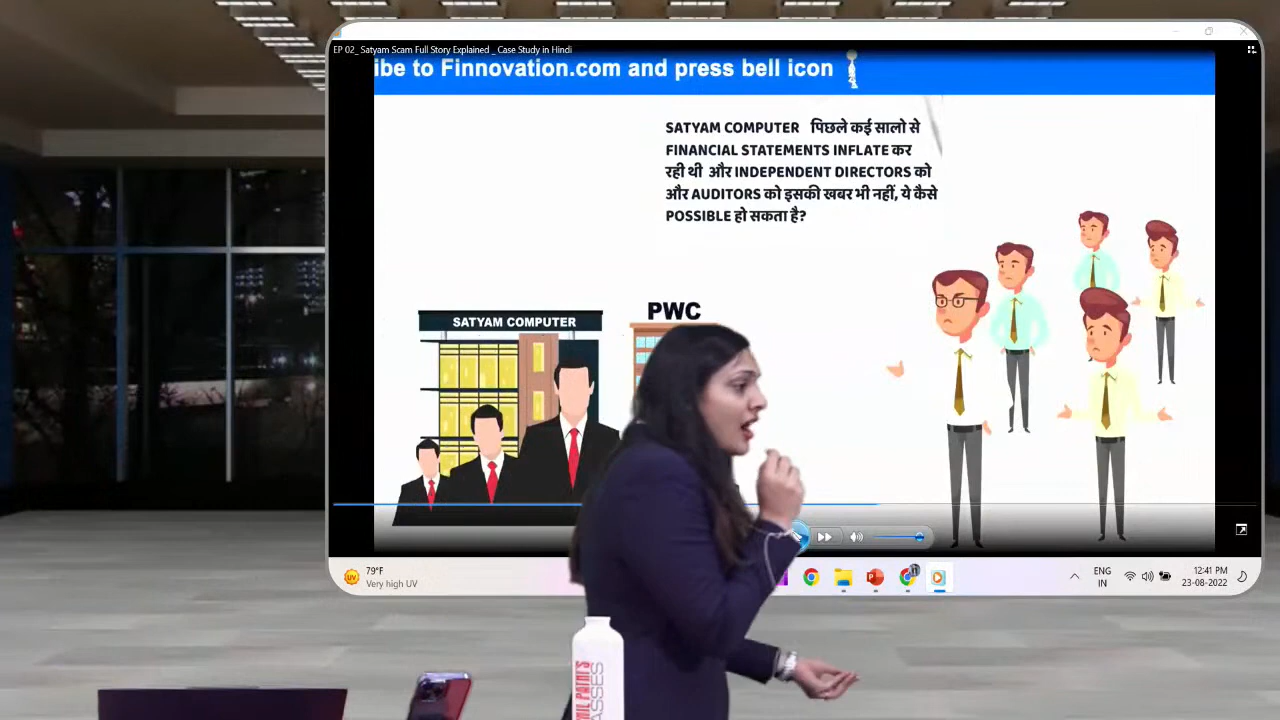 EP 02_ Satyam Scam Full Story Explained _ Case Study in Hindi
ibe to Finnovation.com and press bell icon
SATYAM COMPUTER पिछले कई सालो से
FINANCIAL STATEMENTS INFLATE कर
रही थी और INDEPENDENT DIRECTORS को
और AUDITORS को इसकी खबर भी नहीं, ये कैसे
POSSIBLE हो सकता है?
PWC
SATYAM COMPUTER
79°F
Very high UV
ENG
IN
12:41 PM
23-08-2022
ASSES